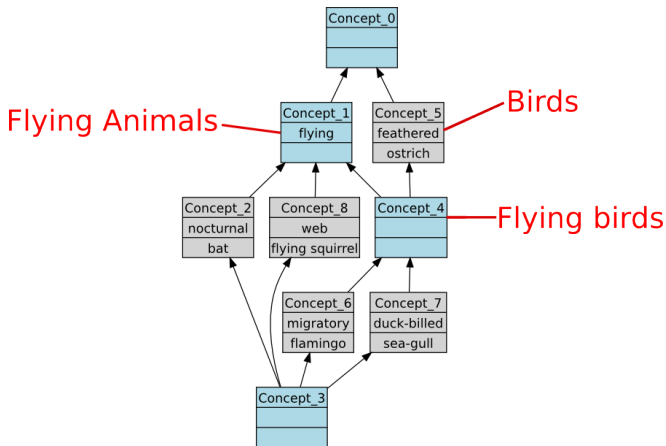 Concept_0
Flying Animals
Concept_1
flying
Concept_5
feathered
ostrich
Birds
Concept_2
nocturnal
bat
Concept_8
web
flying squirrel
Concept_4
Flying birds
Concept_6
migratory
flamingo
Concept_7
duck-billed
sea-gull
Concept_3